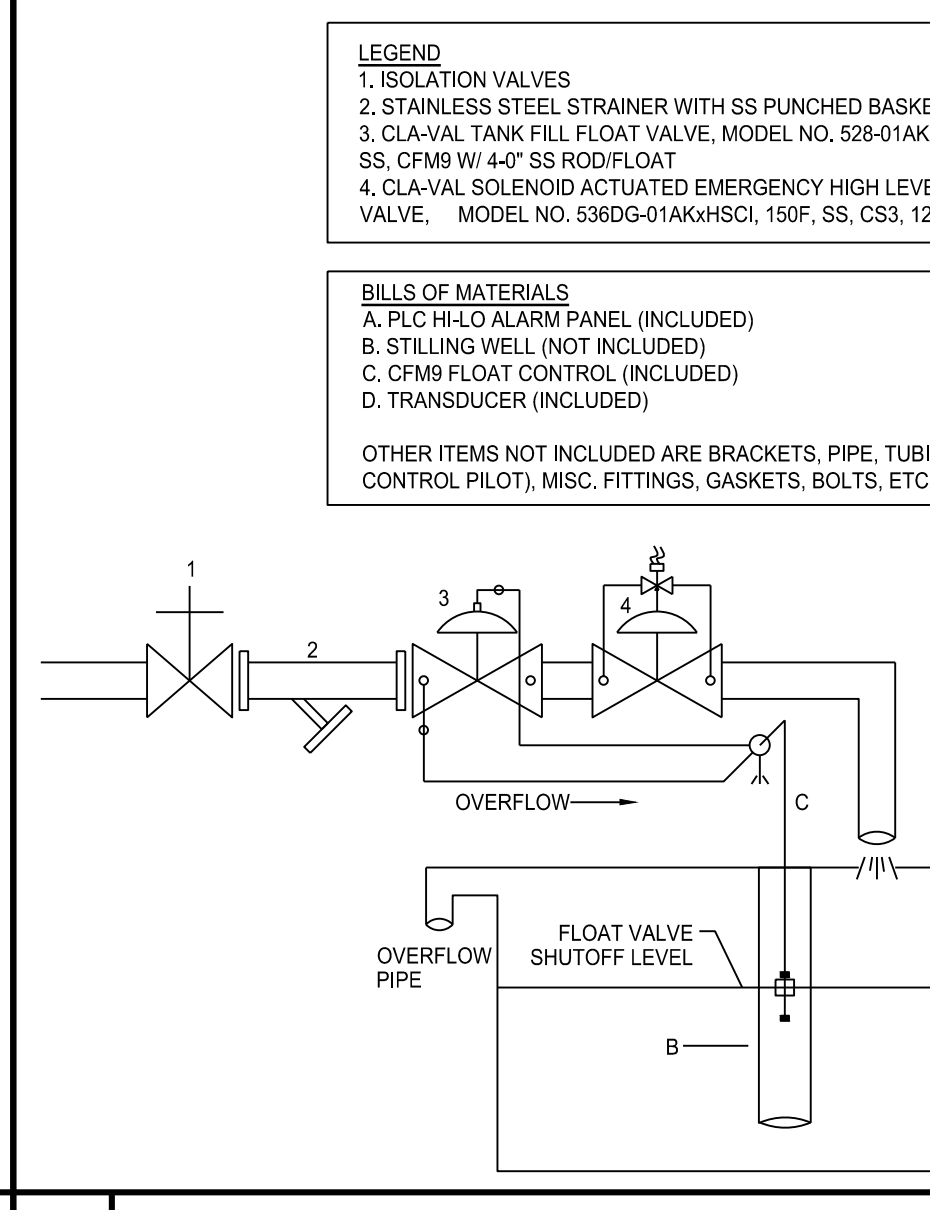 LEGEND
1. ISOLATION VALVES
2. STAINLESS STEEL STRAINER WITH SS PUNCHED
3. CLA-VAL TANK FILL FLOAT VALVE, MODEL NO. 528-01AK
SS, CFM9 W/ 4-0" SS ROD/FLOAT
4. CLA-VAL SOLENOID ACTUATED EMERGENCY HIGH
VALVE, MODEL NO. 536DG-01AKxHSCI, 150F, SS, CS3, 12
BILLS OF MATERIALS
A. PLC HI-LO ALARM PANEL (INCLUDED)
B. STILLING WELL (NOT INCLUDED)
C. CFM9 FLOAT CONTROL (INCLUDED)
D. TRANSDUCER (INCLUDED)
OTHER ITEMS NOT INCLUDED ARE BRACKETS, PIPE,
CONTROL PILOT), MISC. FITTINGS, GASKETS, BOLTS, ETC
1
3
4
2
OVERFLOW
C
FLOAT VALVE
SHUTOFF LEVEL
OVERFLOW
PIPE
B